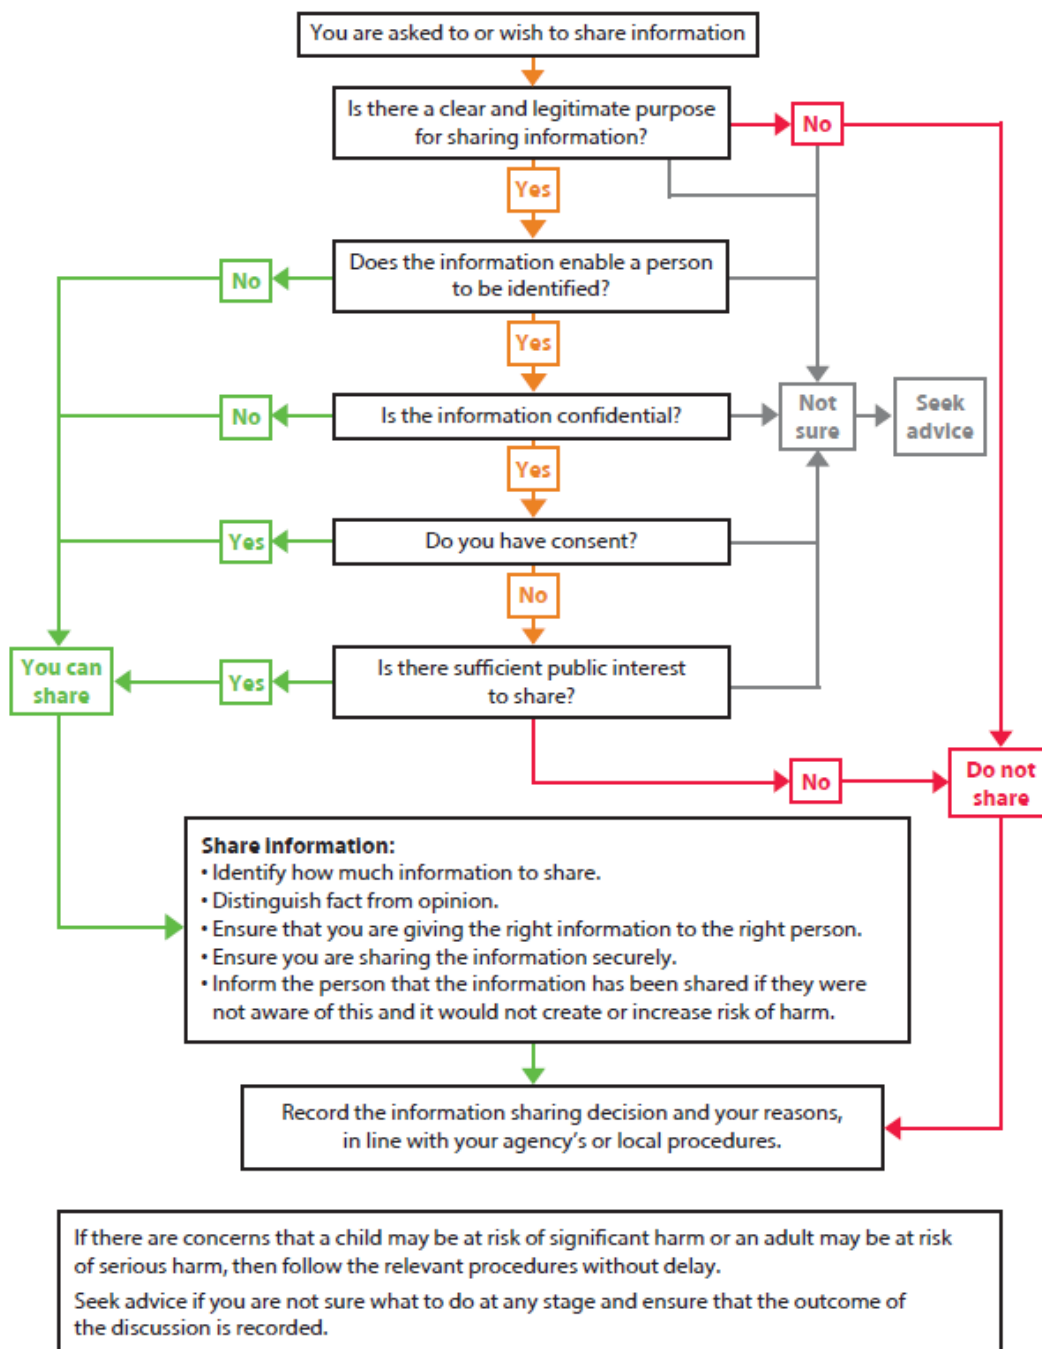 You are asked to or wish to share information
Is there a clear and legitimate purpose
for sharing information?
No
Yes
Does the information enable a person
to be identified?
No
Yes
Is the information confidential?
No
Not
sure
Seek
advice
Yes
Do you have consent?
Yes
No
Is there sufficient public interest
to share?
Yes
You can
share
No
Do not
share
Share information:
• Identify how much information to share.
• Distinguish fact from opinion.
• Ensure that you are giving the right information to the right person.
• Ensure you are sharing the information securely.
• Inform the person that the information has been shared if they were
not aware of this and it would not create or increase risk of harm.
Record the information sharing decision and your reasons,
in line with your agency's or local procedures.
If there are concerns that a child may be at risk of significant harm or an adult may be at risk
of serious harm, then follow the relevant procedures without delay.
Seek advice if you are not sure what to do at any stage and ensure that the outcome of
the discussion is recorded.